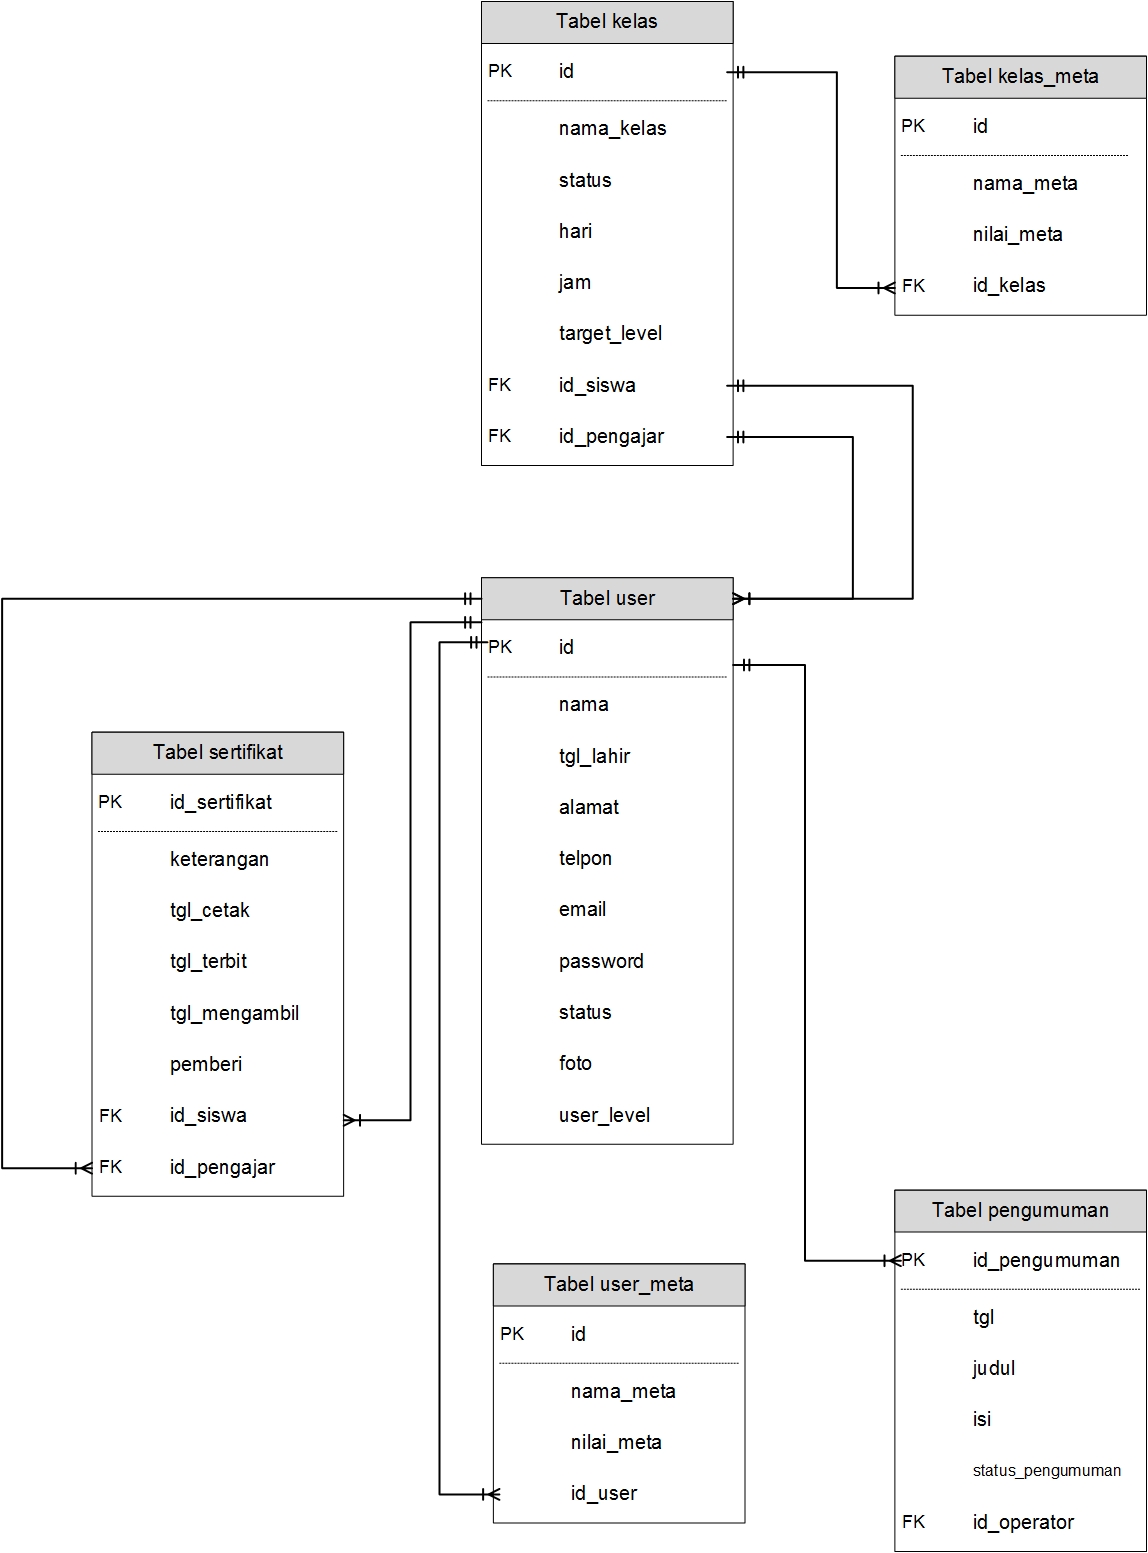 Tabel kelas
PK id
nama_kelas
status
hari
jam
target_level
FK id_siswa
FK id_pengajar
Tabel kelas_meta
PK id
nama_meta
nilai_meta
FK id_kelas
Tabel user
PK id
nama
tgl_lahir
alamat
telpon
email
password
status
foto
user_level
Tabel sertifikat
PK id_sertifikat
keterangan
tgl_cetak
tgl_terbit
tgl_mengambil
pemberi
FK id_siswa
FK id_pengajar
Tabel user_meta
PK id
nama_meta
nilai_meta
id_user
Tabel pengumuman
PK id_pengumuman
tgl
judul
isi
status_pengumuman
FK id_operator